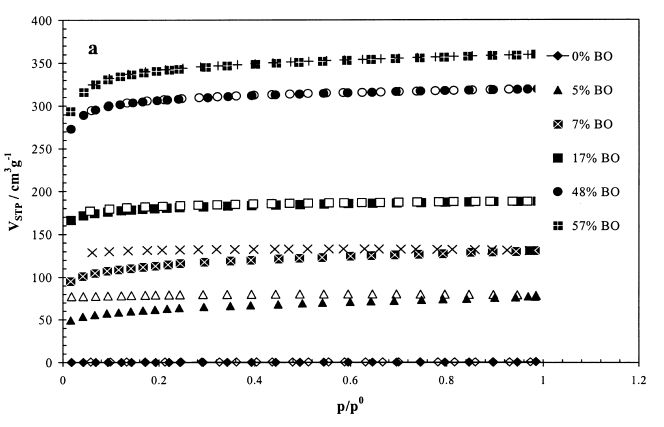 a
400
350
300
250
200
150
100
50
0
V_STP / cm³g⁻¹
0 0.2 0.4 0.6 0.8 1 1.2
p/p⁰
0% BO
5% BO
7% BO
17% BO
48% BO
57% BO